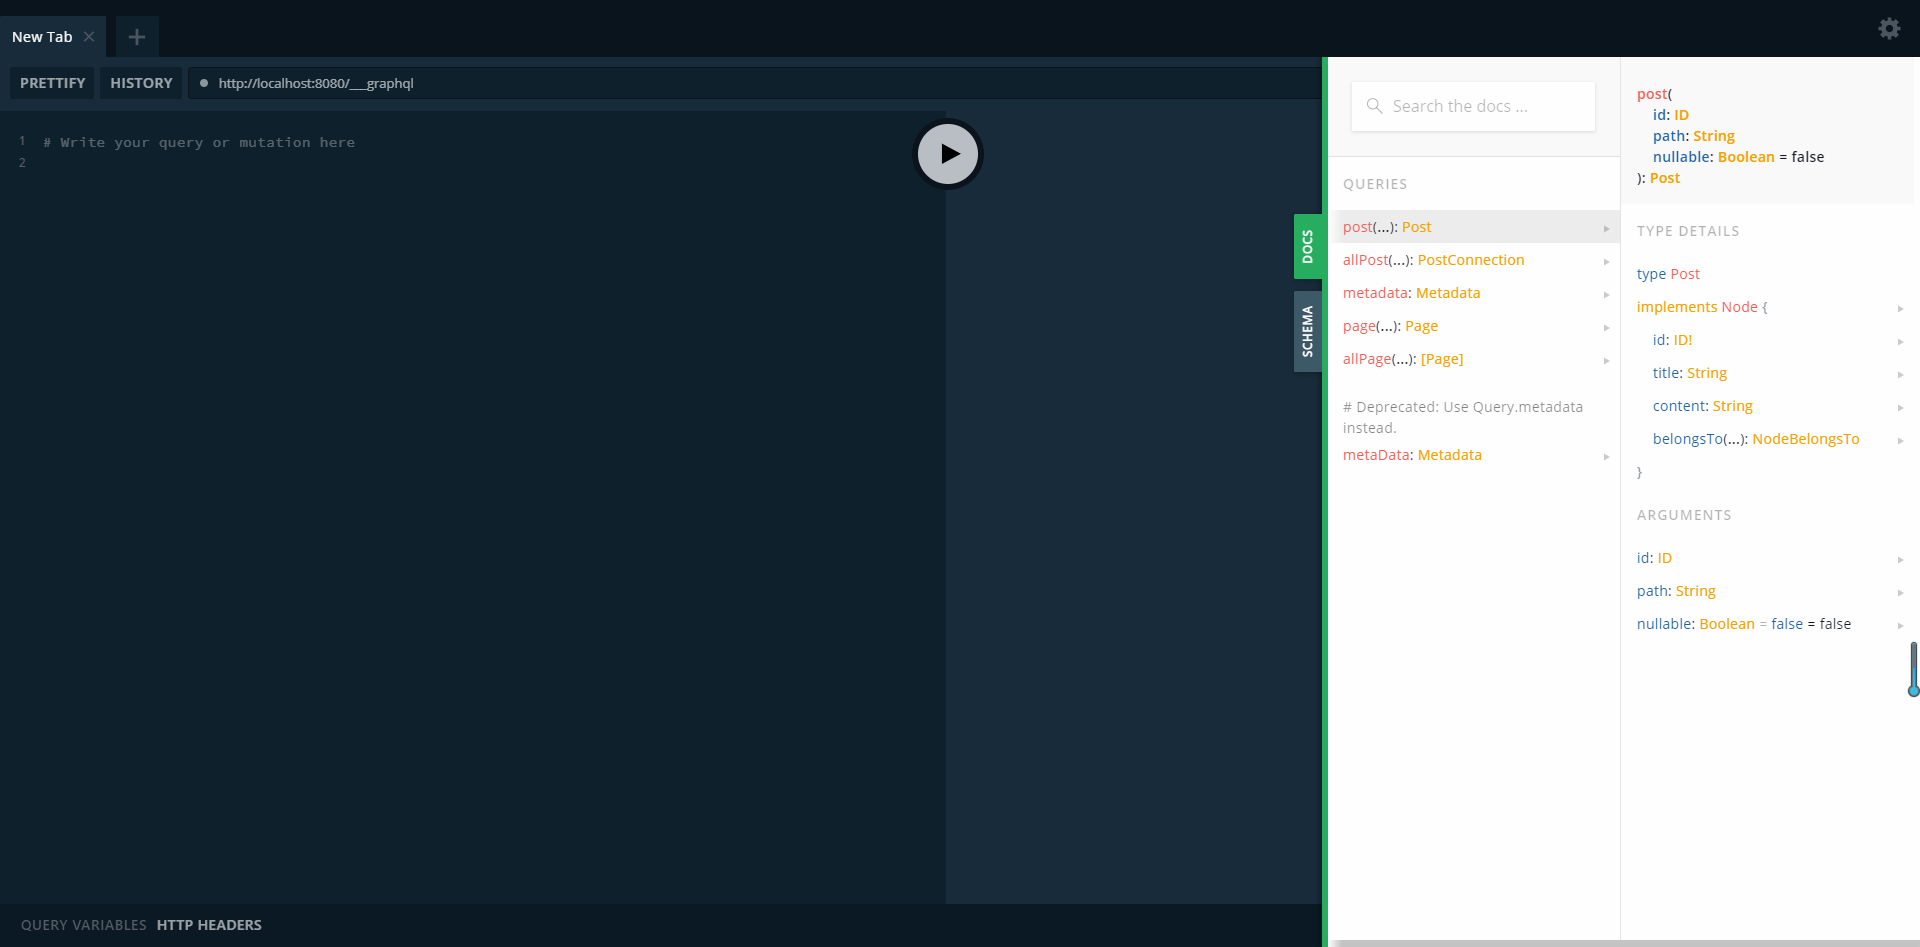 New Tab
PRETTIFY
HISTORY
http://localhost:8080/___graphql
1 # Write your query or mutation here
2
QUERY VARIABLES
HTTP HEADERS
DOCS
SCHEMA
Search the docs ...
QUERIES
post(...): Post
allPost(...): PostConnection
metadata: Metadata
page(...): Page
allPage(...): [Page]
# Deprecated: Use Query.metadata
instead.
metaData: Metadata
post(
id: ID
path: String
nullable: Boolean = false
): Post
TYPE DETAILS
type Post
implements Node {
id: ID!
title: String
content: String
belongsTo(...): NodeBelongsTo
}
ARGUMENTS
id: ID
path: String
nullable: Boolean = false = false